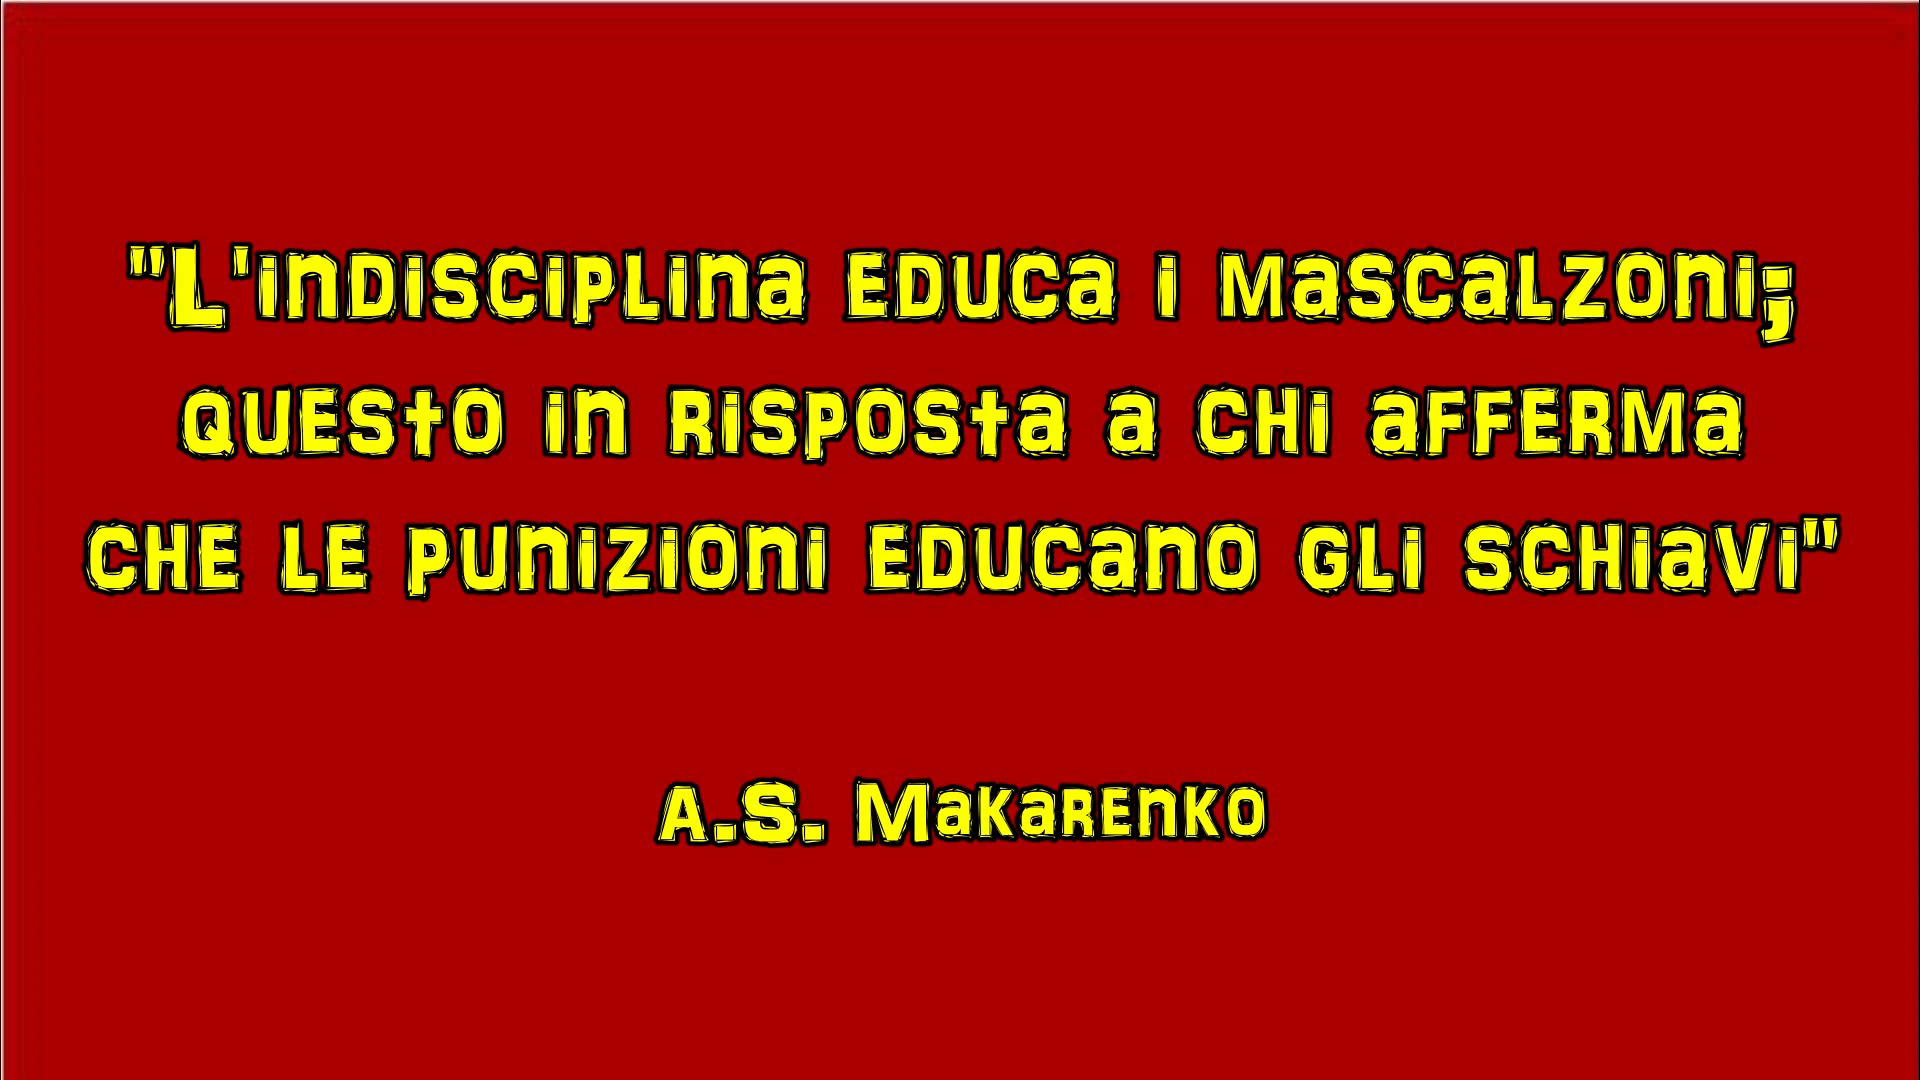 "L'indisciplina educa i mascalzoni;
questo in risposta a chi afferma
che le punizioni educano gli schiavi"
A.S. Makarenko